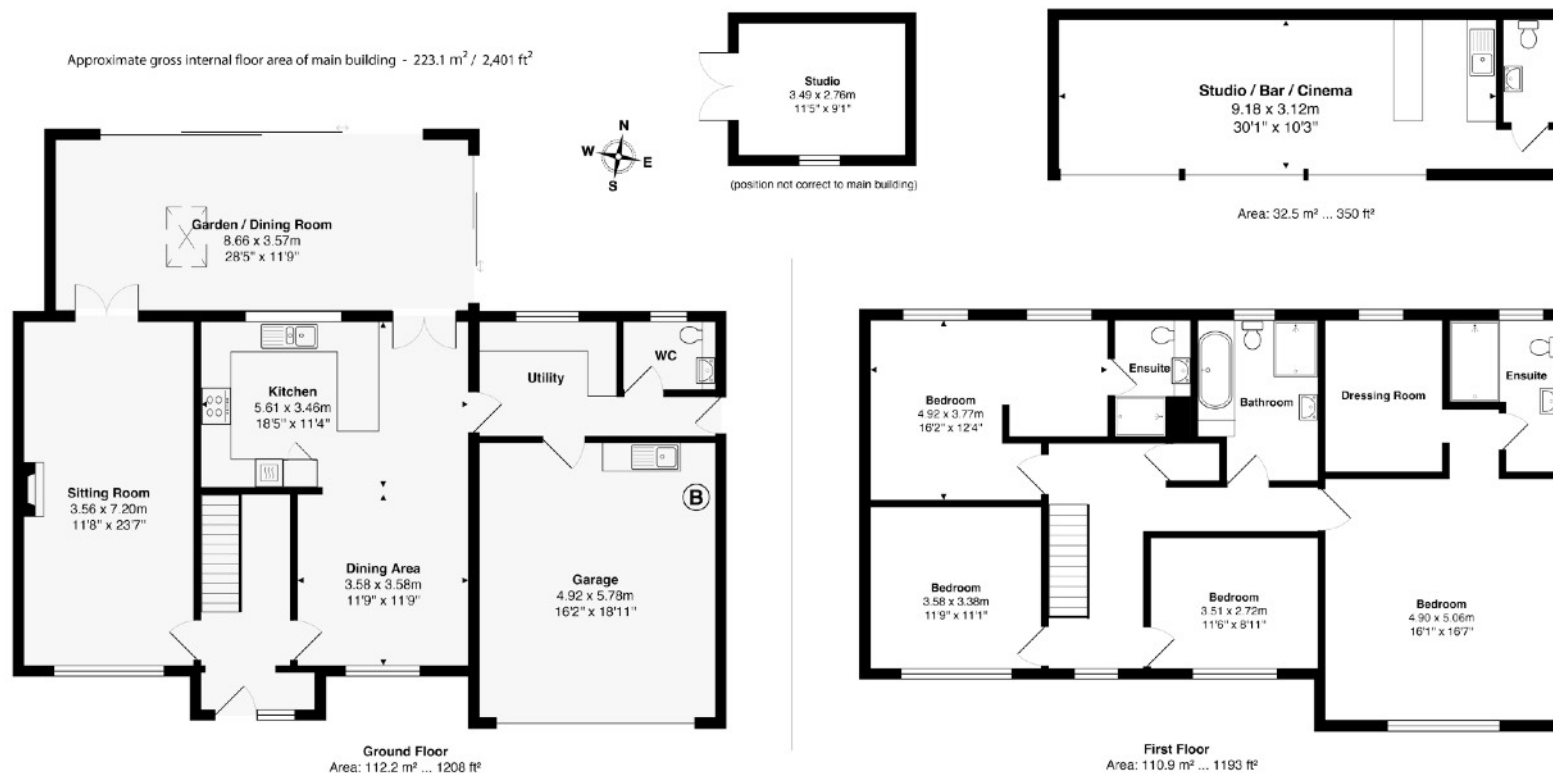 Approximate gross internal floor area of main building - 223.1 m² / 2,401 ft²
N
W
E
S
Studio
3.49 x 2.76m
11'5" x 9'1"
(position not correct to main building)
Studio / Bar / Cinema
9.18 x 3.12m
30'1" x 10'3"
Area: 32.5 m² ... 350 ft²
Garden / Dining Room
8.66 x 3.57m
28'5" x 11'9"
Kitchen
5.61 x 3.46m
18'5" x 11'4"
Utility
WC
Sitting Room
3.56 x 7.20m
11'8" x 23'7"
B
Dining Area
3.58 x 3.58m
11'9" x 11'9"
Garage
4.92 x 5.78m
16'2" x 18'11"
Ground Floor
Area: 112.2 m² ... 1208 ft²
Bedroom
4.92 x 3.77m
16'2" x 12'4"
Ensuite
Bathroom
Dressing Room
Ensuite
Bedroom
3.58 x 3.38m
11'9" x 11'1"
Bedroom
3.51 x 2.72m
11'6" x 8'11"
Bedroom
4.90 x 5.06m
16'1" x 16'7"
First Floor
Area: 110.9 m² ... 1193 ft²